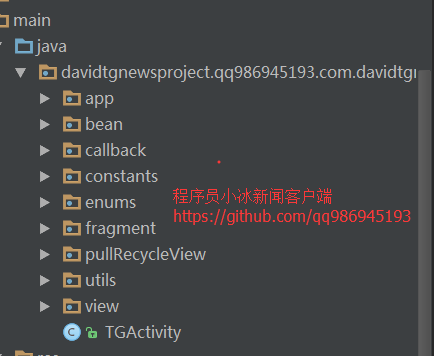 main
java
davidtgnewsproject.qq986945193.com.davidtgn
app
bean
callback
constants
enums
程序员小冰新闻客户端
fragment
https://github.com/qq986945193
pullRecycleView
utils
view
TGActivity